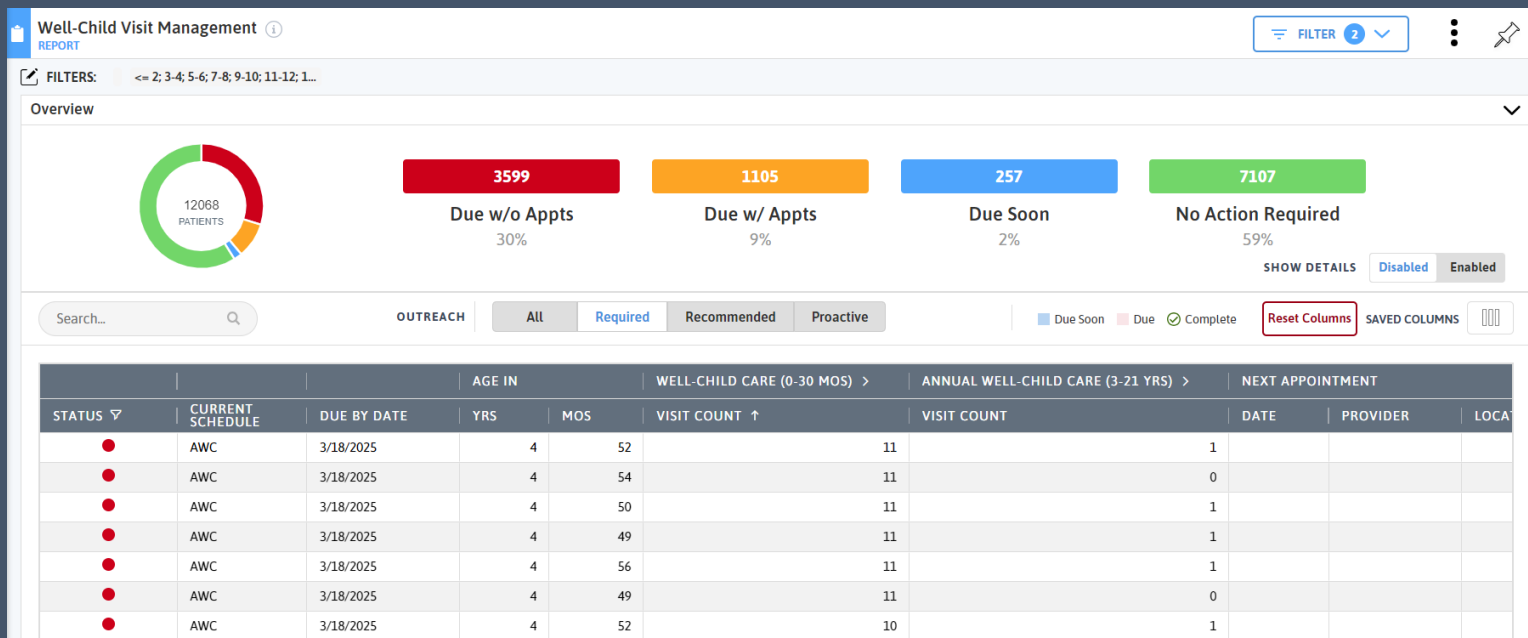 Well-Child Visit Management
REPORT
FILTER 2
FILTERS: <= 2; 3-4; 5-6; 7-8; 9-10; 11-12; 1...
Overview
12068
PATIENTS
3599
Due w/o Appts
30%
1105
Due w/ Appts
9%
257
Due Soon
2%
7107
No Action Required
59%
SHOW DETAILS Disabled Enabled
Search... OUTREACH All Required Recommended Proactive Due Soon Due Complete Reset Columns SAVED COLUMNS
AGE IN WELL-CHILD CARE (0-30 MOS) > ANNUAL WELL-CHILD CARE (3-21 YRS) > NEXT APPOINTMENT
STATUS CURRENT SCHEDULE DUE BY DATE YRS MOS VISIT COUNT ↑ VISIT COUNT DATE PROVIDER LOCAT
AWC 3/18/2025 4 52 11 1
AWC 3/18/2025 4 54 11 0
AWC 3/18/2025 4 50 11 1
AWC 3/18/2025 4 49 11 1
AWC 3/18/2025 4 56 11 1
AWC 3/18/2025 4 49 11 0
AWC 3/18/2025 4 52 10 1